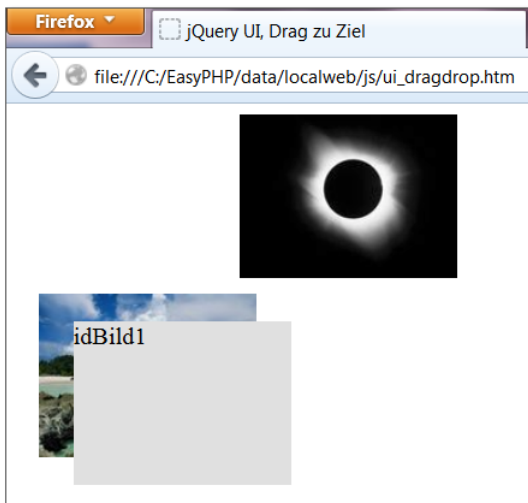 Firefox
jQuery UI, Drag zu Ziel
file:///C:/EasyPHP/data/localweb/js/ui_dragdrop.htm
idBild1